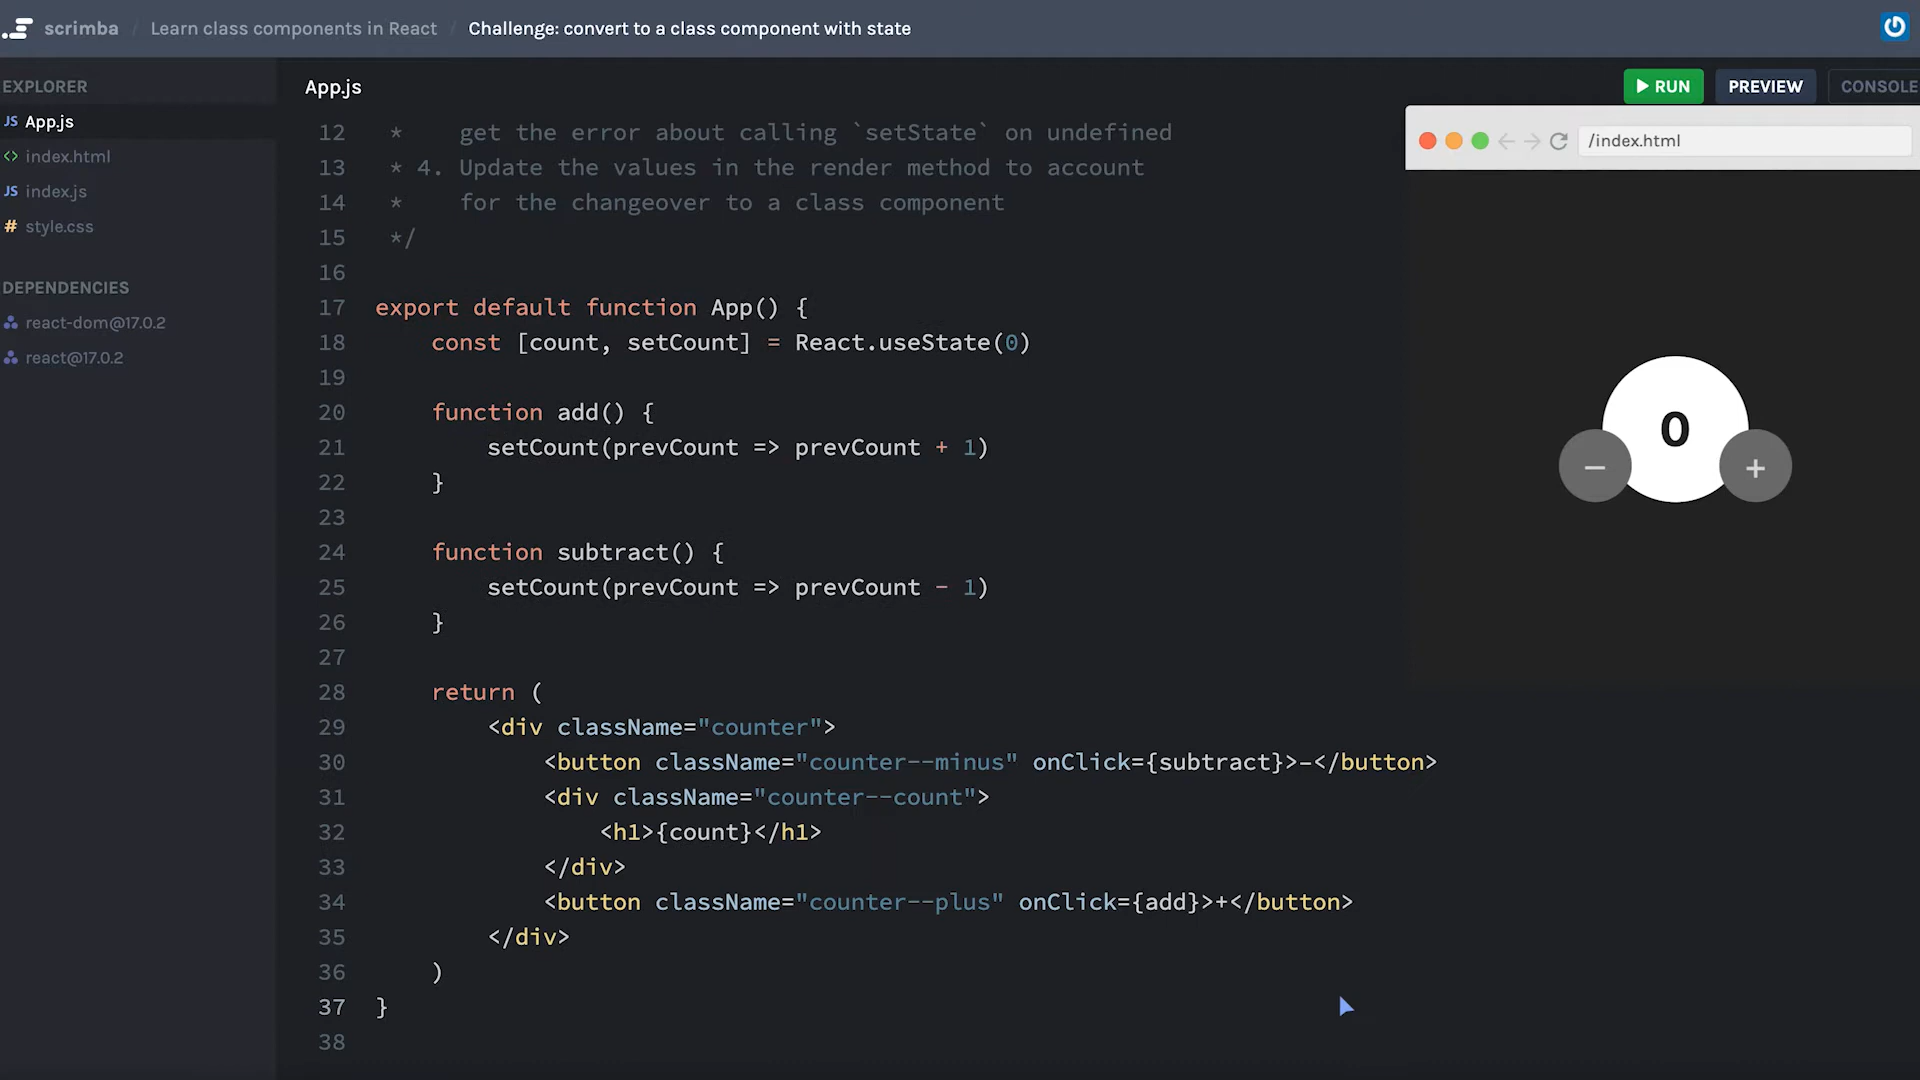 scrimba / Learn class components in React / Challenge: convert to a class component with state
EXPLORER
JS App.js
<> index.html
JS index.js
# style.css
DEPENDENCIES
react-dom@17.0.2
react@17.0.2
App.js
RUN PREVIEW CONSOLE
12 *    get the error about calling `setState` on undefined
13 * 4. Update the values in the render method to account
14 *    for the changeover to a class component
15 */
16
17 export default function App() {
18     const [count, setCount] = React.useState(0)
19
20     function add() {
21         setCount(prevCount => prevCount + 1)
22     }
23
24     function subtract() {
25         setCount(prevCount => prevCount - 1)
26     }
27
28     return (
29         <div className="counter">
30             <button className="counter--minus" onClick={subtract}>–</button>
31             <div className="counter--count">
32                 <h1>{count}</h1>
33             </div>
34             <button className="counter--plus" onClick={add}>+</button>
35         </div>
36     )
37 }
38
/index.html
0
– +